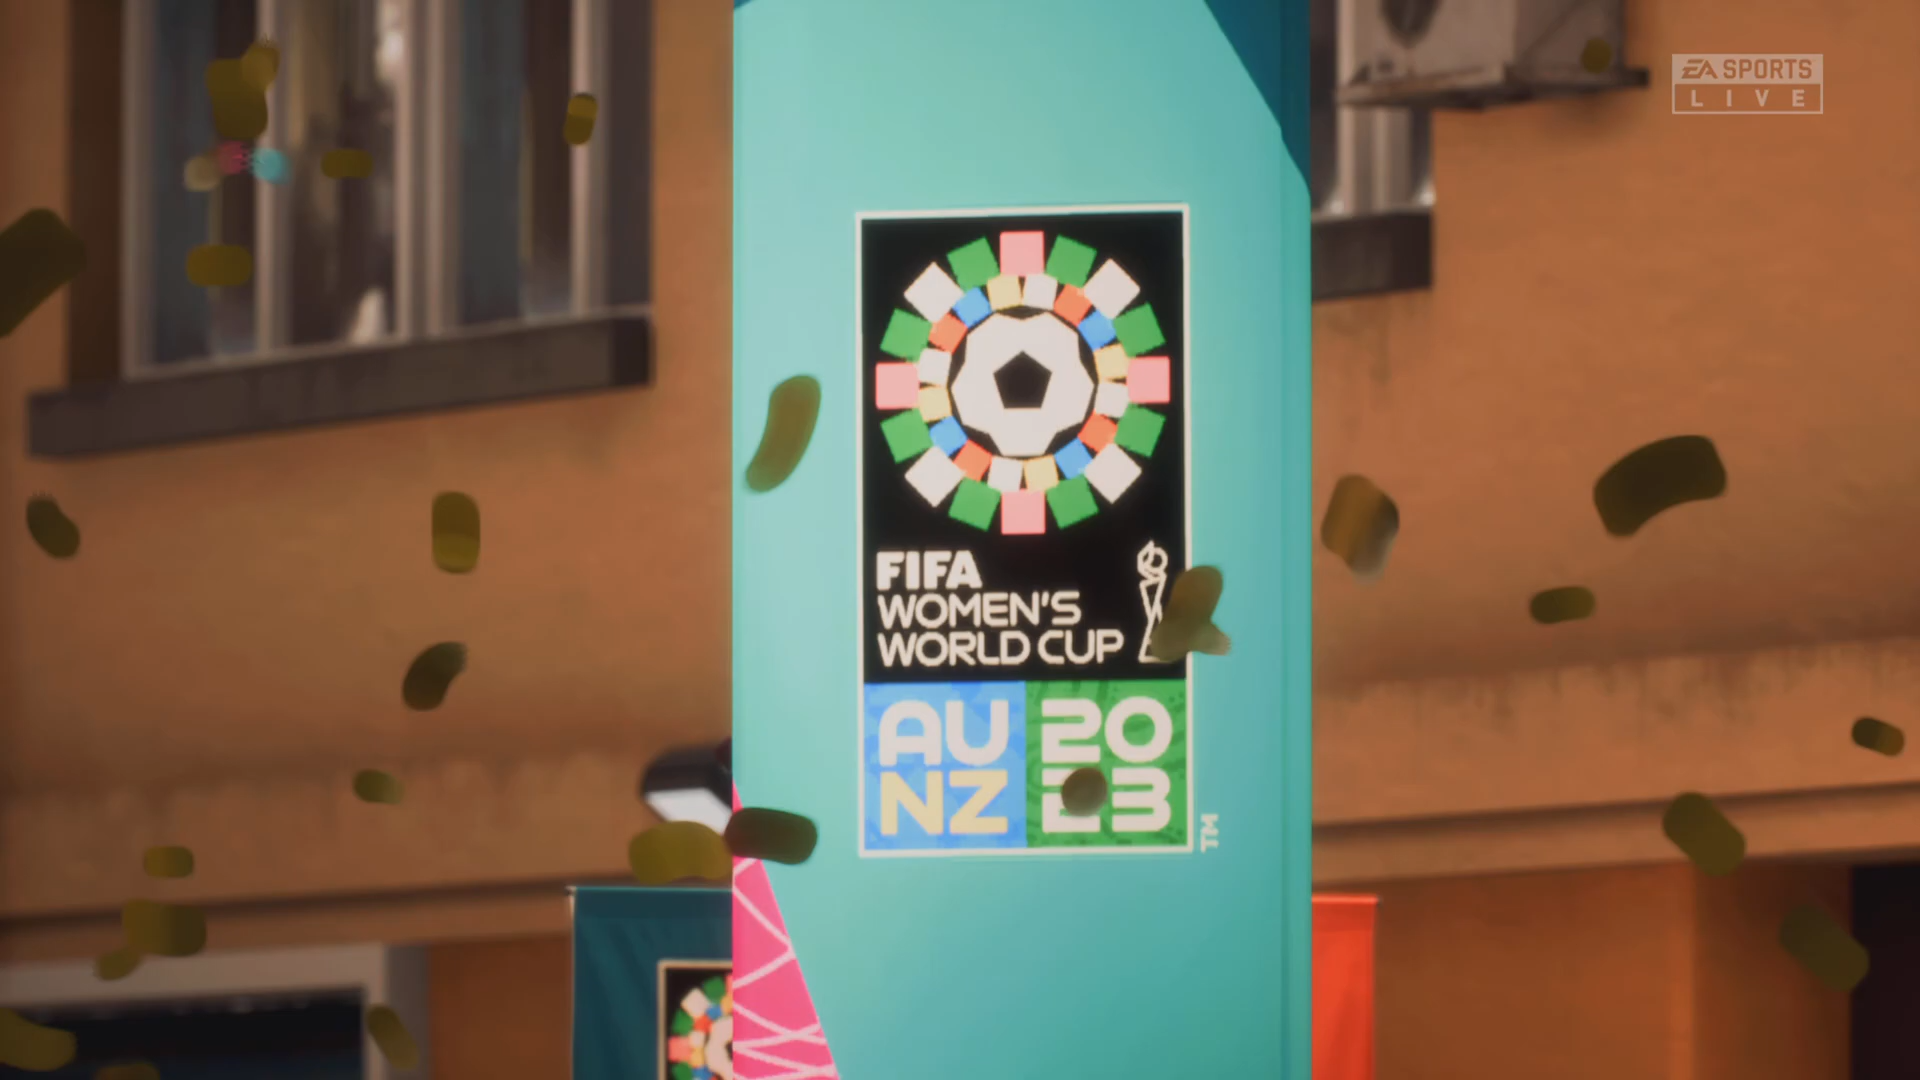 EA SPORTS
LIVE
FIFA
WOMEN'S
WORLD CUP
AU 20
NZ 23
TM